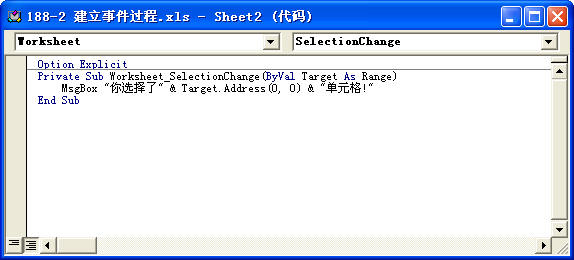 188-2 建立事件过程.xls - Sheet2 (代码)
Worksheet SelectionChange
Option Explicit
Private Sub Worksheet_SelectionChange(ByVal Target As Range)
MsgBox "你选择了" & Target.Address(0, 0) & "单元格!"
End Sub